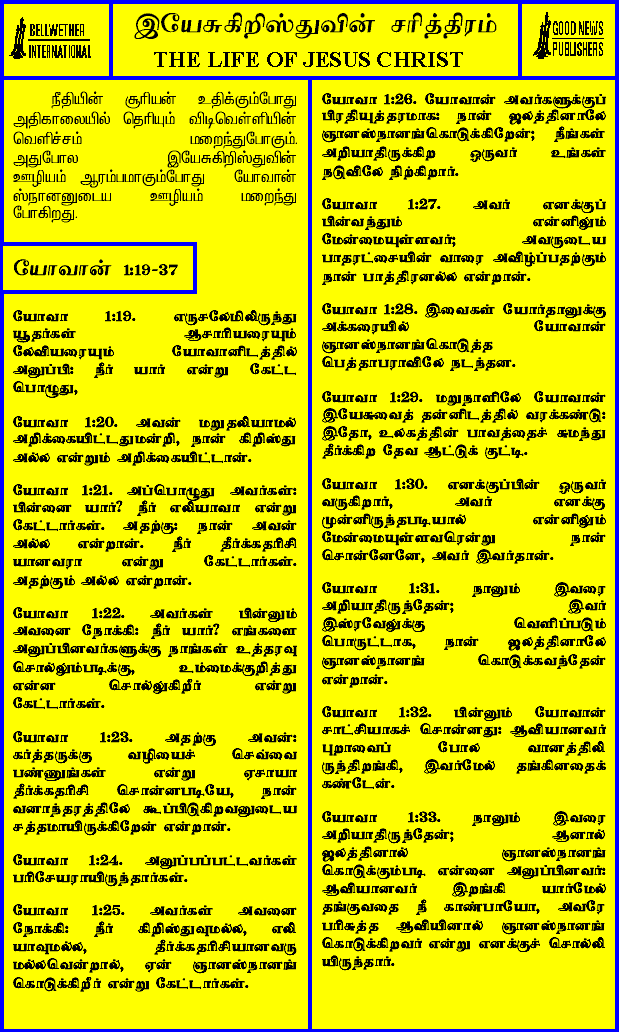 BELLWETHER
INTERNATIONAL
இயேசுகிறிஸ்துவின் சரித்திரம்
THE LIFE OF JESUS CHRIST
GOOD NEWS
PUBLISHERS
நீதியின் சூரியன் உதிக்கும்போது
அதிகாலையில் தெரியும் விடிவெள்ளியின்
வெளிச்சம் மறைந்துபோகும்.
அதுபோல இயேசுகிறிஸ்துவின்
ஊழியம் ஆரம்பமாகும்போது யோவான்
ஸ்நானனுடைய ஊழியம் மறைந்து
போகிறது.
யோவான் 1:19-37
யோவா 1:19. எருசலேமிலிருந்து
யூதர்கள் ஆசாரியரையும்
லேவியரையும் யோவானிடத்தில்
அனுப்பி: நீர் யார் என்று கேட்ட
பொழுது,
யோவா 1:20. அவன் மறுதலியாமல்
அறிக்கையிட்டதுமன்றி, நான் கிறிஸ்து
அல்ல என்றும் அறிக்கையிட்டான்.
யோவா 1:21. அப்பொழுது அவர்கள்:
பின்னை யார்? நீர் எலியாவா என்று
கேட்டார்கள். அதற்கு: நான் அவன்
அல்ல என்றான். நீர் தீர்க்கதரிசி
யானவரா என்று கேட்டார்கள்.
அதற்கும் அல்ல என்றான்.
யோவா 1:22. அவர்கள் பின்னும்
அவனை நோக்கி: நீர் யார்? எங்களை
அனுப்பினவர்களுக்கு நாங்கள் உத்தரவு
சொல்லும்படிக்கு, உம்மைக்குறித்து
என்ன சொல்லுகிறீர் என்று
கேட்டார்கள்.
யோவா 1:23. அதற்கு அவன்:
கர்த்தருக்கு வழியைச் செவ்வை
பண்ணுங்கள் என்று ஏசாயா
தீர்க்கதரிசி சொன்னபடியே, நான்
வனாந்தரத்திலே கூப்பிடுகிறவனுடைய
சத்தமாயிருக்கிறேன் என்றான்.
யோவா 1:24. அனுப்பப்பட்டவர்கள்
பரிசேயராயிருந்தார்கள்.
யோவா 1:25. அவர்கள் அவனை
நோக்கி: நீர் கிறிஸ்துவுமல்ல, எலி
யாவுமல்ல, தீர்க்கதரிசியானவரு
மல்லவென்றால், ஏன் ஞானஸ்நானங்
கொடுக்கிறீர் என்று கேட்டார்கள்.
யோவா 1:26. யோவான் அவர்களுக்குப்
பிரதியுத்தரமாக: நான் ஜலத்தினாலே
ஞானஸ்நானங்கொடுக்கிறேன்; நீங்கள்
அறியாதிருக்கிற ஒருவர் உங்கள்
நடுவிலே நிற்கிறார்.
யோவா 1:27. அவர் எனக்குப்
பின்வந்தும் என்னிலும்
மேன்மையுள்ளவர்; அவருடைய
பாதரட்சையின் வாரை அவிழ்ப்பதற்கும்
நான் பாத்திரனல்ல என்றான்.
யோவா 1:28. இவைகள் யோர்தானுக்கு
அக்கரையில் யோவான்
ஞானஸ்நானங்கொடுத்த
பெத்தாபராவிலே நடந்தன.
யோவா 1:29. மறுநாளிலே யோவான்
இயேசுவைத் தன்னிடத்தில் வரக்கண்டு:
இதோ, உலகத்தின் பாவத்தைச் சுமந்து
தீர்க்கிற தேவ ஆட்டுக் குட்டி.
யோவா 1:30. எனக்குப்பின் ஒருவர்
வருகிறார், அவர் எனக்கு
முன்னிருந்தபடியால் என்னிலும்
மேன்மையுள்ளவரென்று நான்
சொன்னேனே, அவர் இவர்தான்.
யோவா 1:31. நானும் இவரை
அறியாதிருந்தேன்; இவர்
இஸ்ரவேலுக்கு வெளிப்படும்
பொருட்டாக, நான் ஜலத்தினாலே
ஞானஸ்நானங் கொடுக்கவந்தேன்
என்றான்.
யோவா 1:32. பின்னும் யோவான்
சாட்சியாகச் சொன்னது: ஆவியானவர்
புறாவைப் போல வானத்திலி
ருந்திறங்கி, இவர்மேல் தங்கினதைக்
கண்டேன்.
யோவா 1:33. நானும் இவரை
அறியாதிருந்தேன்; ஆனால்
ஜலத்தினால் ஞானஸ்நானங்
கொடுக்கும்படி என்னை அனுப்பினவர்:
ஆவியானவர் இறங்கி யார்மேல்
தங்குவதை நீ காண்பாயோ, அவரே
பரிசுத்த ஆவியினால் ஞானஸ்நானங்
கொடுக்கிறவர் என்று எனக்குச் சொல்லி
யிருந்தார்.